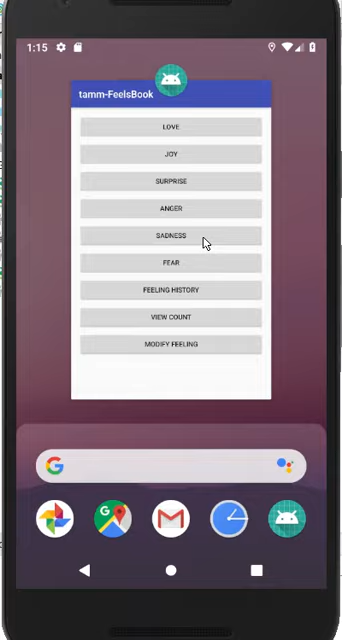 1:15
tamm-FeelsBook
LOVE
JOY
SURPRISE
ANGER
SADNESS
FEAR
FEELING HISTORY
VIEW COUNT
MODIFY FEELING